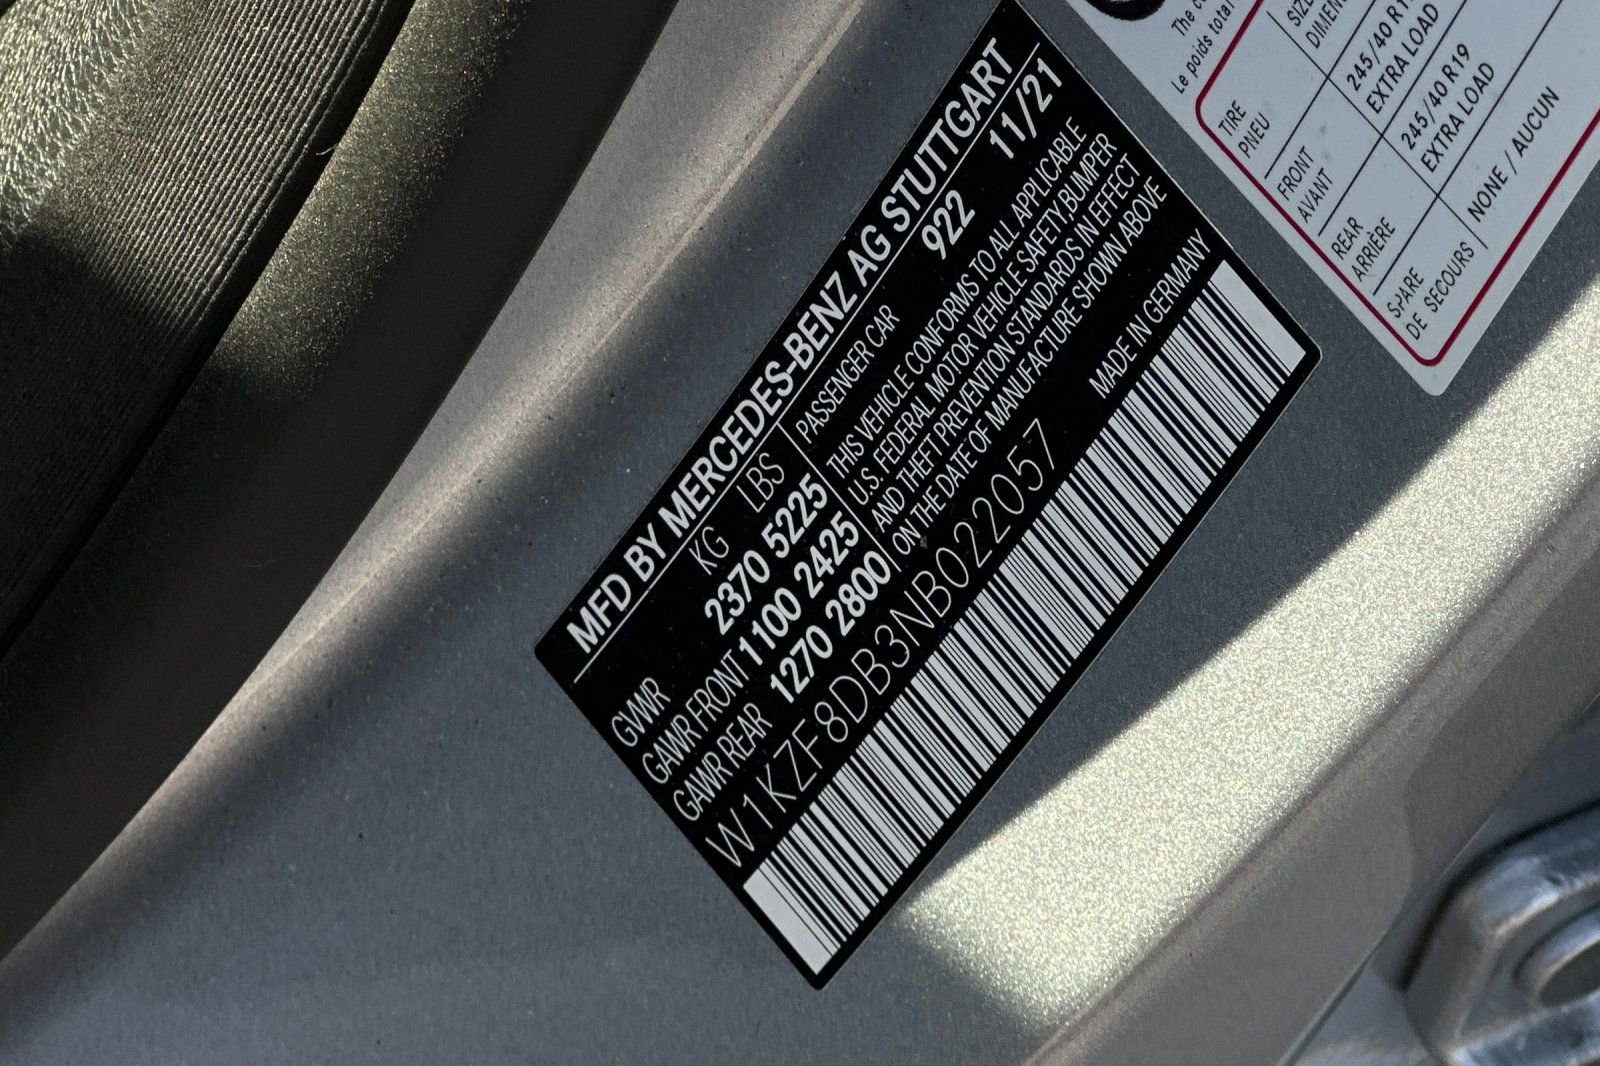 MFD BY MERCEDES-BENZ AG STUTTGART
922 11/21
KG LBS
GVWR 2370 5225
GAWR FRONT 1100 2425
GAWR REAR 1270 2800
PASSENGER CAR
THIS VEHICLE CONFORMS TO ALL APPLICABLE
U.S. FEDERAL MOTOR VEHICLE SAFETY,BUMPER
AND THEFT PREVENTION STANDARDS IN EFFECT
ON THE DATE OF MANUFACTURE SHOWN ABOVE
W1KZF8DB3NB022057
MADE IN GERMANY
The
Le poids total
TIRE
PNEU
FRONT
AVANT
245/40
EXTRA LOAD
REAR
ARRIÈRE
245/40 R19
EXTRA LOAD
SPARE
DE SECOURS
NONE / AUCUN